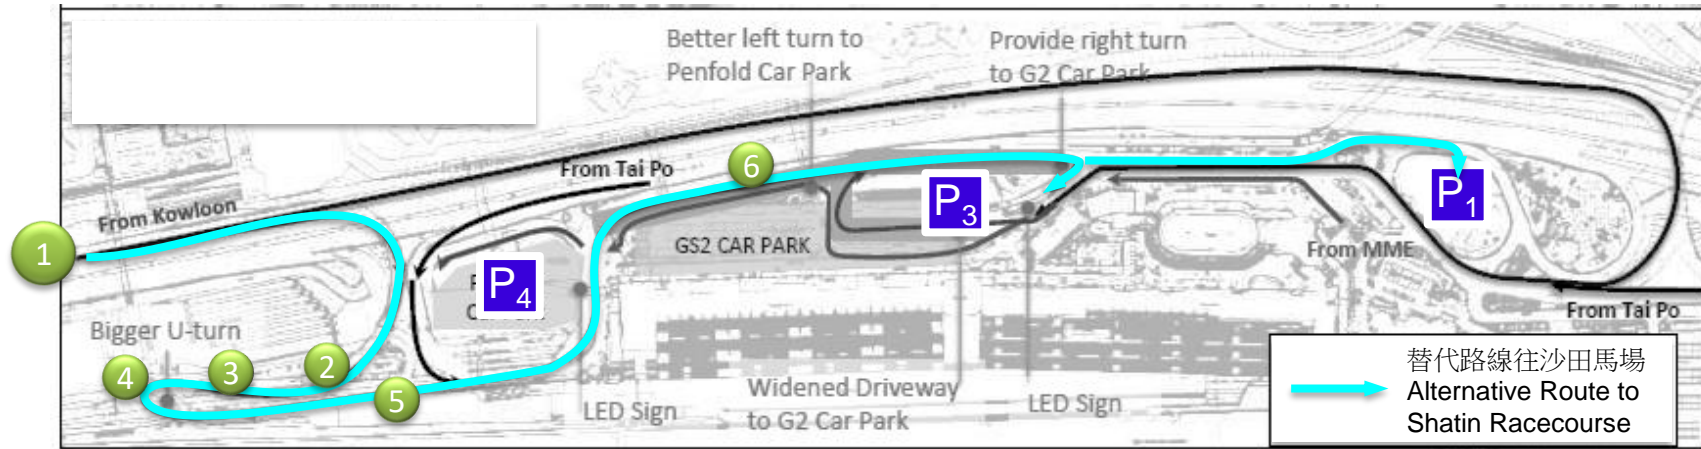 Better left turn to
Penfold Car Park
Provide right turn
to G2 Car Park
6
From Tai Po
From Kowloon
1
P3
P1
GS2 CAR PARK
From MME
P4
From Tai Po
Bigger U-turn
2
3
4
5
LED Sign
Widened Driveway
to G2 Car Park
LED Sign
替代路線往沙田馬場
Alternative Route to
Shatin Racecourse